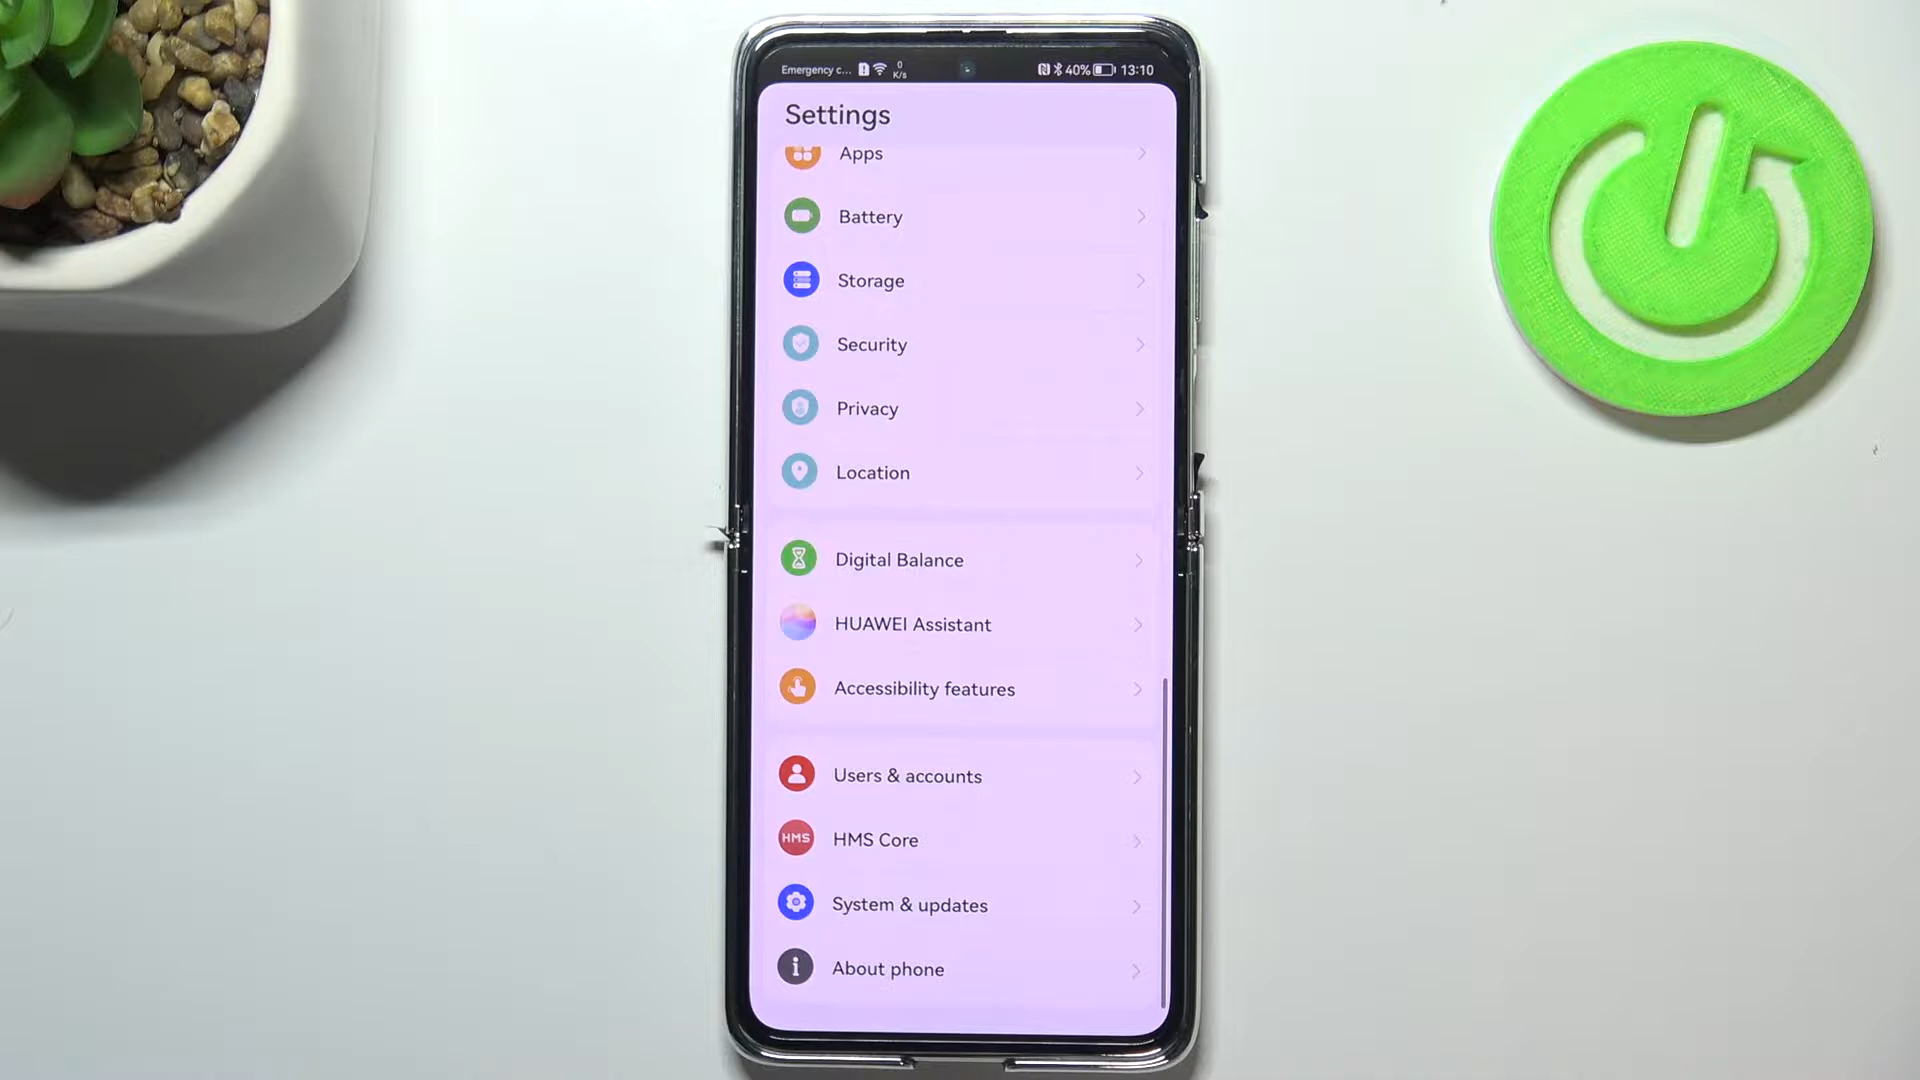 Emergency c... 0 K/s 40% 13:10
Settings
Apps
Battery
Storage
Security
Privacy
Location
Digital Balance
HUAWEI Assistant
Accessibility features
Users & accounts
HMS HMS Core
System & updates
About phone